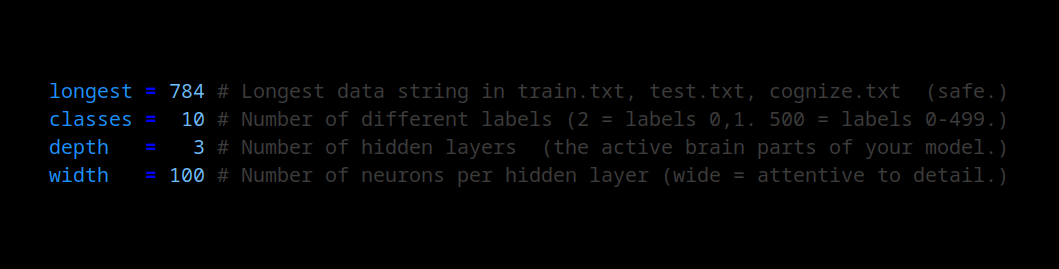 longest = 784 # Longest data string in train.txt, test.txt, cognize.txt  (safe.)
classes =  10 # Number of different labels (2 = labels 0,1. 500 = labels 0-499.)
depth   =   3 # Number of hidden layers  (the active brain parts of your model.)
width   = 100 # Number of neurons per hidden layer (wide = attentive to detail.)